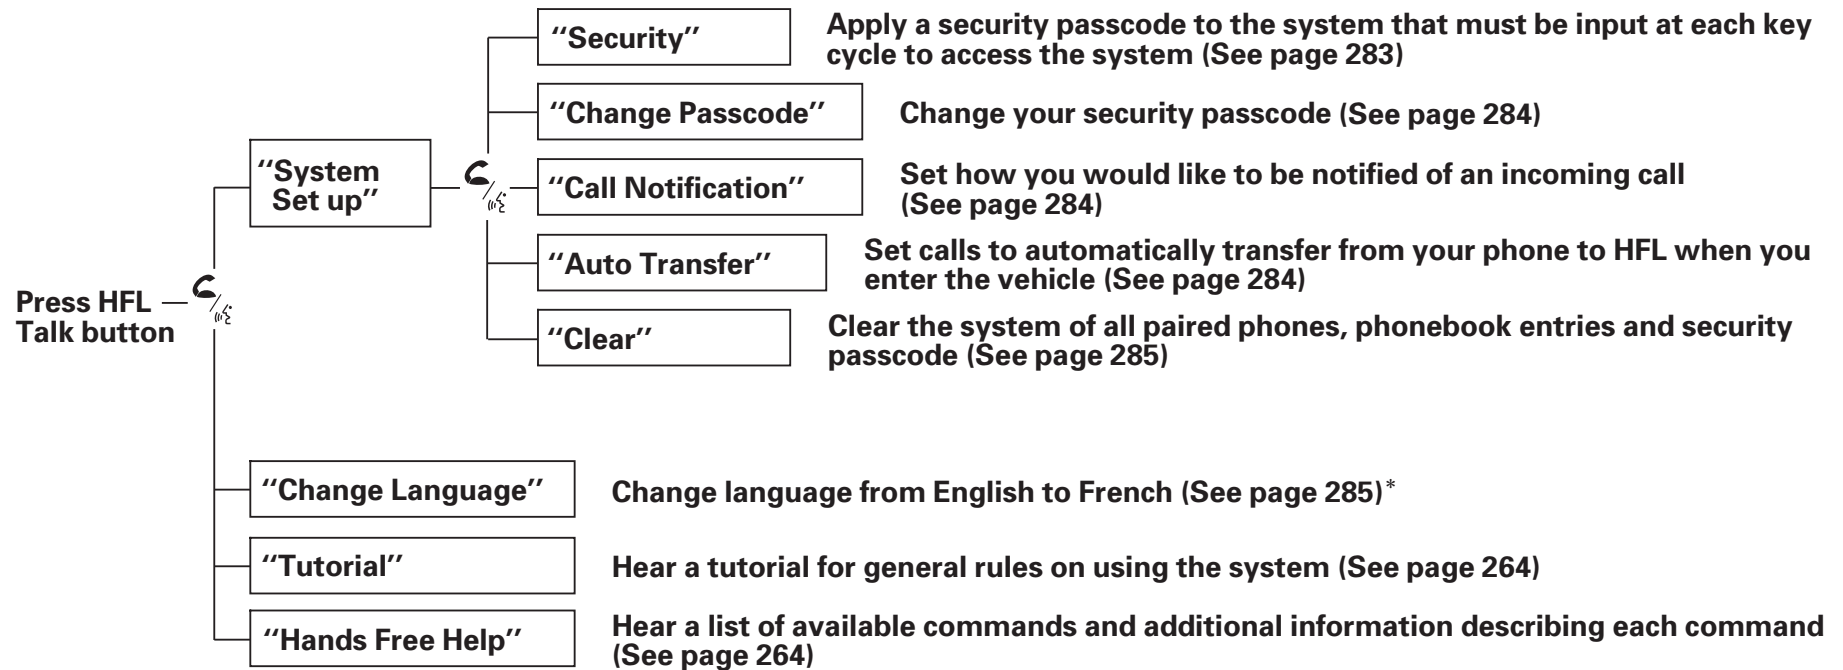 Press HFL
Talk button
"System
Set up"
"Security"
Apply a security passcode to the system that must be input at each key
cycle to access the system (See page 283)
"Change Passcode"
Change your security passcode (See page 284)
"Call Notification"
Set how you would like to be notified of an incoming call
(See page 284)
"Auto Transfer"
Set calls to automatically transfer from your phone to HFL when you
enter the vehicle (See page 284)
"Clear"
Clear the system of all paired phones, phonebook entries and security
passcode (See page 285)
"Change Language"
Change language from English to French (See page 285)*
"Tutorial"
Hear a tutorial for general rules on using the system (See page 264)
"Hands Free Help"
Hear a list of available commands and additional information describing each command
(See page 264)